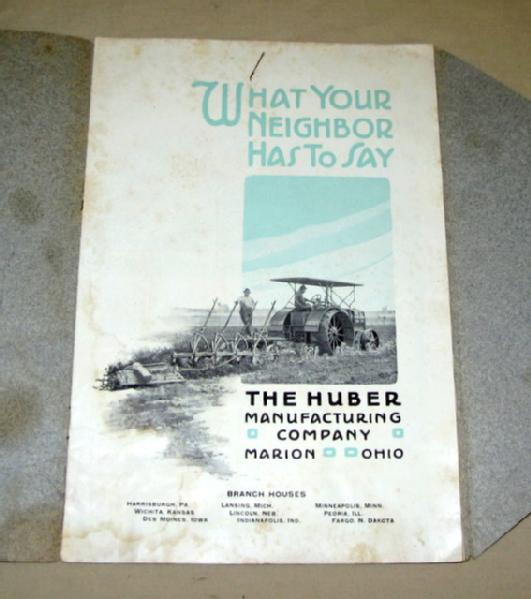 WHAT YOUR
NEIGHBOR
HAS TO SAY
THE HUBER
MANUFACTURING
COMPANY
MARION OHIO
BRANCH HOUSES
HARRISBURGH, PA. LANSING, MICH. MINNEAPOLIS, MINN.
WICHITA KANSAS LINCOLN, NEB. PEORIA, ILL.
DES MOINES, IOWA INDIANAPOLIS, IND. FARGO, N. DAKOTA